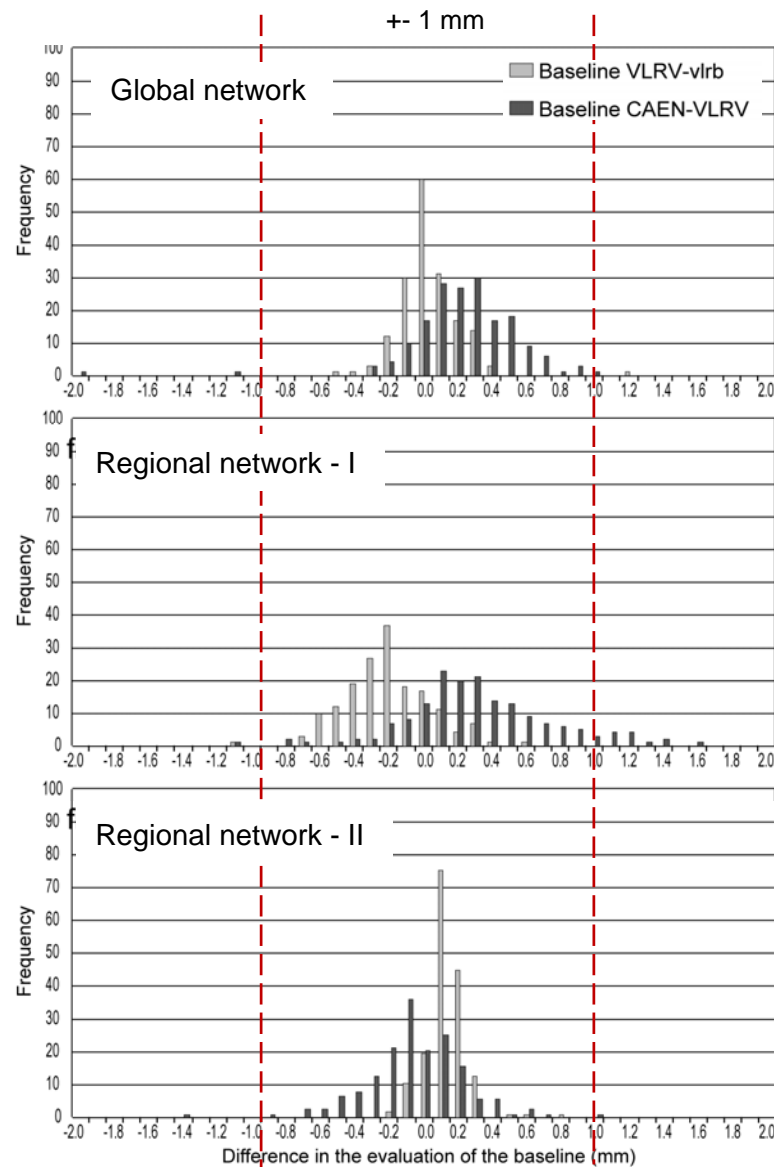 +- 1 mm
100
90
80
70
60
50
40
30
20
10
0
Frequency
Global network
Baseline VLRV-vlrb
Baseline CAEN-VLRV
-2.0 -1.8 -1.6 -1.4 -1.2 -1.0 -0.8 -0.6 -0.4 -0.2 0.0 0.2 0.4 0.6 0.8 1.0 1.2 1.4 1.6 1.8 2.0
100
90
80
70
60
50
40
30
20
10
0
Frequency
f
Regional network - I
-2.0 -1.8 -1.6 -1.4 -1.2 -1.0 -0.8 -0.6 -0.4 -0.2 0.0 0.2 0.4 0.6 0.8 1.0 1.2 1.4 1.6 1.8 2.0
100
90
80
70
60
50
40
30
20
10
0
Frequency
f
Regional network - II
-2.0 -1.8 -1.6 -1.4 -1.2 -1.0 -0.8 -0.6 -0.4 -0.2 0.0 0.2 0.4 0.6 0.8 1.0 1.2 1.4 1.6 1.8 2.0
Difference in the evaluation of the baseline (mm)